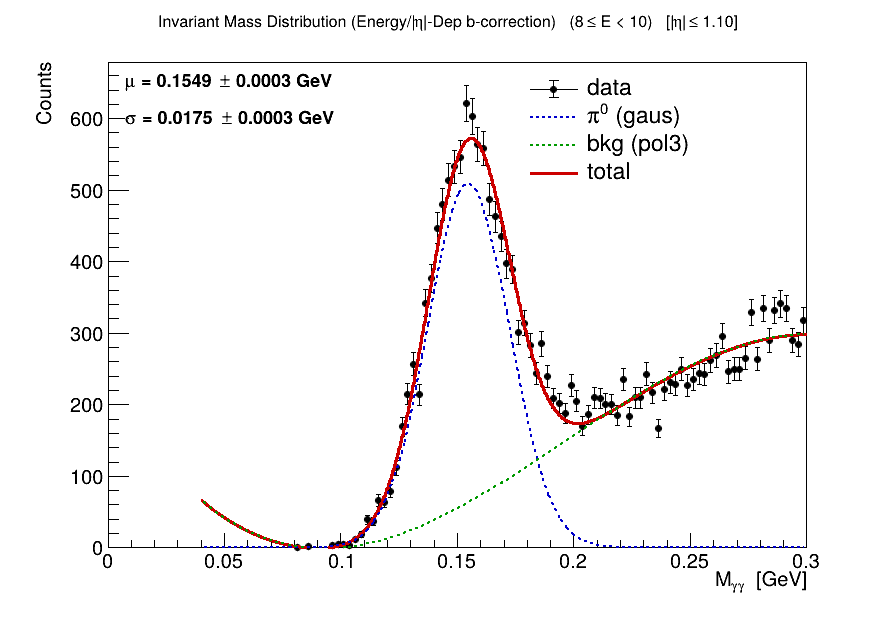 Invariant Mass Distribution (Energy/|η|-Dep b-correction) (8 ≤ E < 10) [|η| ≤ 1.10]
Counts
μ = 0.1549 ± 0.0003 GeV
σ = 0.0175 ± 0.0003 GeV
data
π⁰ (gaus)
bkg (pol3)
total
600
500
400
300
200
100
0
0 0.05 0.1 0.15 0.2 0.25 0.3
M_γγ [GeV]